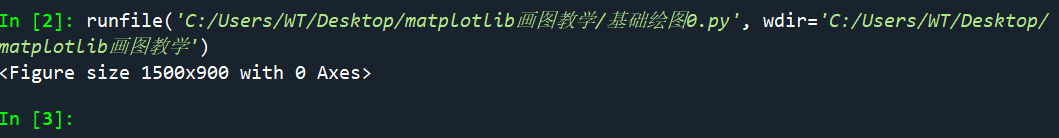 In [2]: runfile('C:/Users/WT/Desktop/matplotlib画图教学/基础绘图0.py', wdir='C:/Users/WT/Desktop/
matplotlib画图教学')
<Figure size 1500x900 with 0 Axes>
In [3]: